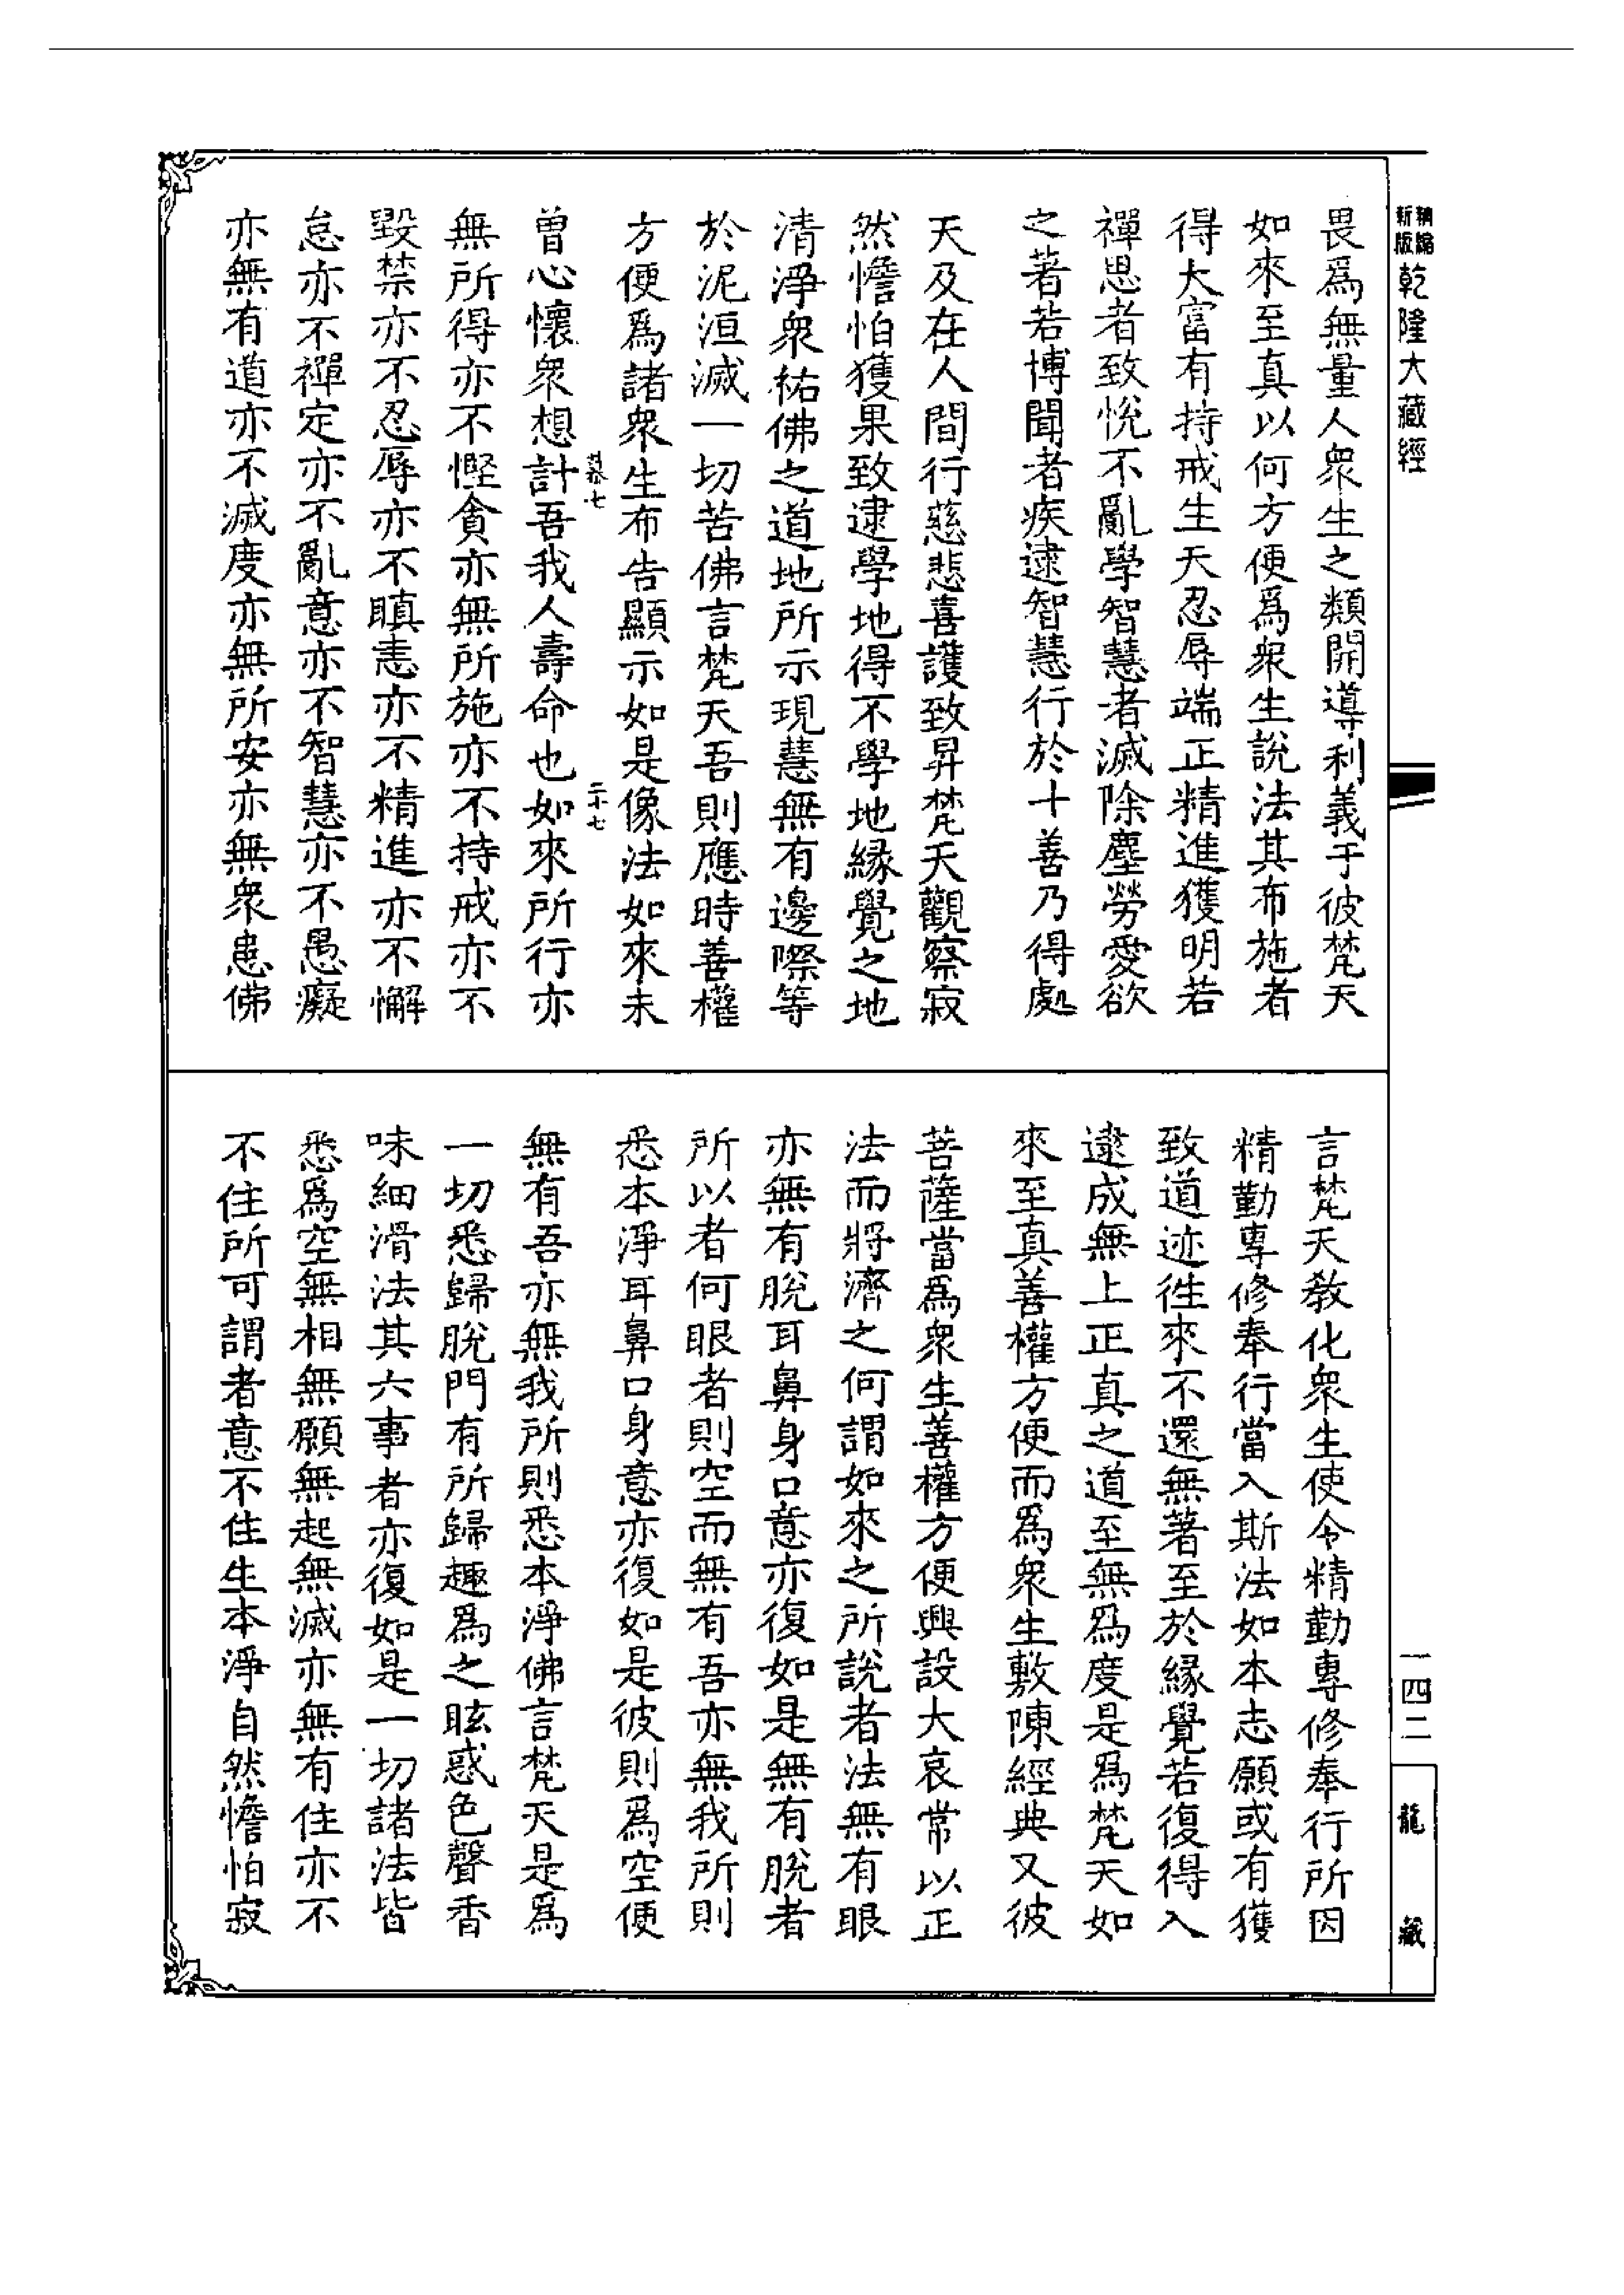 新版
乾隆大藏經
畏爲無量人衆生之類開導利義于彼梵天
如來至真以何方便爲衆生說法其布施者
得大富有持戒生天忍辱端正精進獲明若
禪思者致悅不亂學智慧者滅除塵勞愛欲
之著若博聞者疾逮智慧行於十善乃得處
天及在人間行慈悲喜護致昇梵天觀察寂
然憺怕獲果致逮學地得不學地緣覺之地
清淨衆祐佛之道地所示現慧無有邊際等
於泥洹滅一切苦佛言梵天吾則應時善權
方便爲諸衆生布告顯示如是像法如來未
曾心懷衆想計吾我人壽命也如來所行亦
無所得亦不慳貪亦無所施亦不持戒亦不
毀禁亦不忍辱亦不瞋恚亦不精進亦不懈
怠亦不禪定亦不亂意亦不智慧亦不愚癡
亦無有道亦不滅度亦無所安亦無衆患佛
言梵天教化衆生使令精勤專修奉行所因
精勤專修奉行當入斯法如本志願或有獲
致道迹往來不還無著至於緣覺若復得入
逮成無上正真之道至無爲度是爲梵天如
來至真善權方便而爲衆生敷陳經典又彼
菩薩當爲衆生善權方便興設大哀常以正
法而將濟之何謂如來之所說者法無有眼
亦無有脫耳鼻身口意亦復如是無有脫者
所以者何眼者則空而無有吾亦無我所則
悉本淨耳鼻口身意亦復如是彼則爲空便
無有吾亦無我所則悉本淨佛言梵天是爲
一切悉歸脫門有所歸趣爲之眩惑色聲香
味細滑法其六事者亦復如是一切諸法皆
悉爲空無相無願無起無滅亦無有住亦不
不住所可謂者意不住生本淨自然憺怕寂
一四二
龍藏